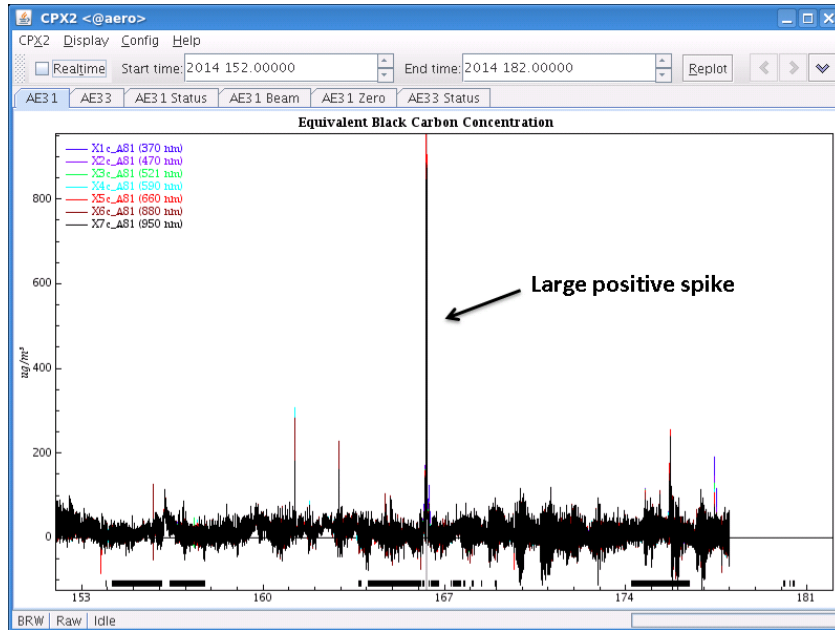 CPX2 <@aero>
CPX2 Display Config Help
Realtime Start time: 2014 152.00000 End time: 2014 182.00000 Replot
AE31 AE33 AE31 Status AE31 Beam AE31 Zero AE33 Status
Equivalent Black Carbon Concentration
X1c_A81 (370 nm)
X2c_A81 (470 nm)
X3c_A81 (521 nm)
X4c_A81 (590 nm)
X5c_A81 (660 nm)
X6c_A81 (880 nm)
X7c_A81 (950 nm)
800
600
Large positive spike
ug/m³
400
200
0
153 160 167 174 181
BRW Raw Idle